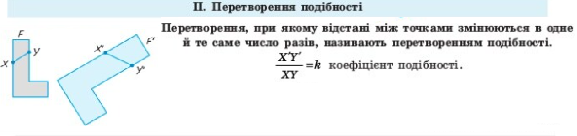 II. Перетворення подібності
Перетворення, при якому відстані між точками змінюються в одне
й те саме число разів, називають перетворенням подібності.
X'Y'/XY =k коефіцієнт подібності.
F
X
Y
F'
X'
Y'